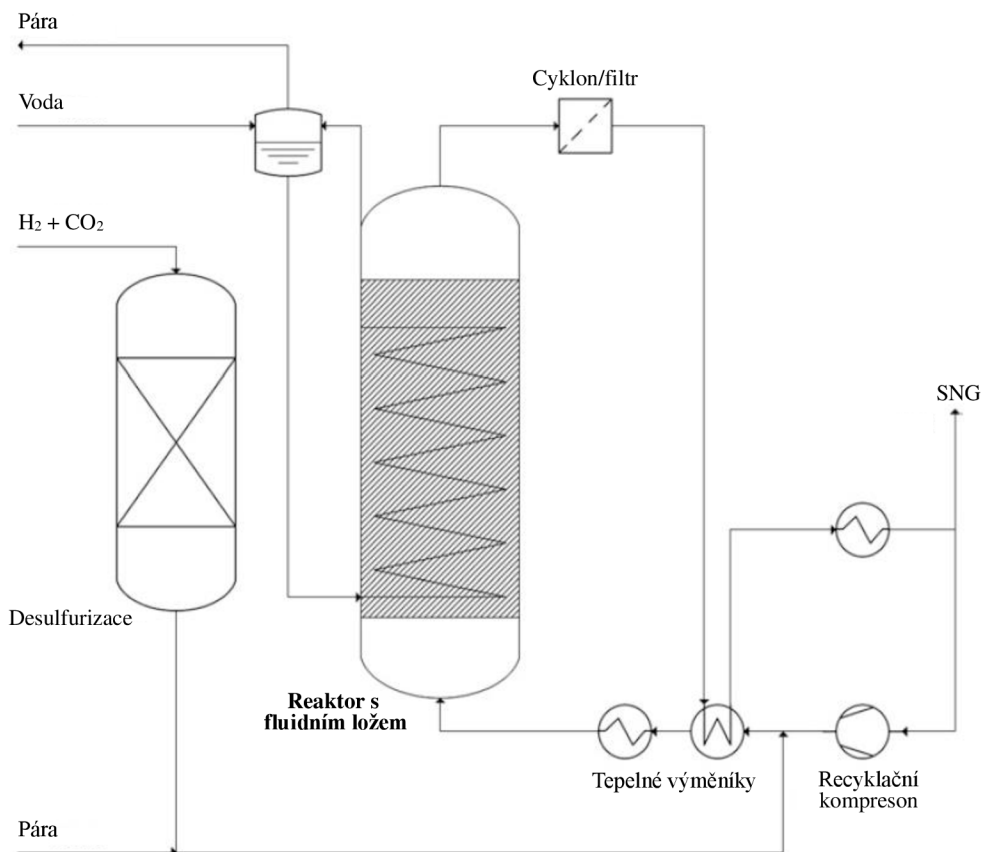 Pára
Cyklon/filtr
Voda
H₂ + CO₂
SNG
Desulfurizace
Reaktor s
fluidním ložem
Tepelné výměníky
Recyklační
kompreson
Pára